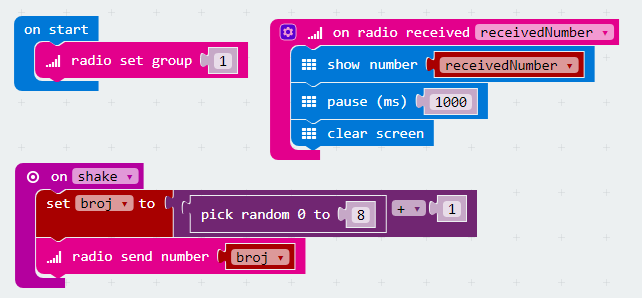 on start
radio set group 1
on radio received receivedNumber
show number receivedNumber
pause (ms) 1000
clear screen
on shake
set broj to pick random 0 to 8 + 1
radio send number broj